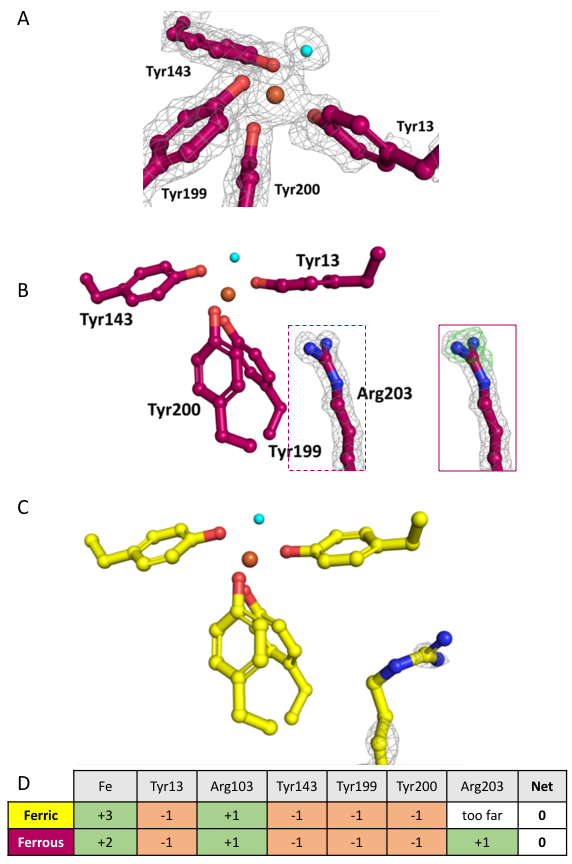 A
Tyr143
Tyr13
Tyr199
Tyr200
B
Tyr13
Tyr143
Arg203
Tyr200
Tyr199
C
D
Fe Tyr13 Arg103 Tyr143 Tyr199 Tyr200 Arg203 Net
Ferric +3 -1 +1 -1 -1 -1 too far 0
Ferrous +2 -1 +1 -1 -1 -1 +1 0